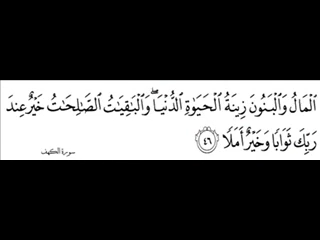 ٱلْمَالُ وَٱلْبَنُونَ زِينَةُ ٱلْحَيَوٰةِ ٱلدُّنْيَا ۖ وَٱلْبَٰقِيَٰتُ ٱلصَّٰلِحَٰتُ خَيْرٌ عِندَ
رَبِّكَ ثَوَابًا وَخَيْرٌ أَمَلًا ﴿٤٦﴾
سورة الكهف